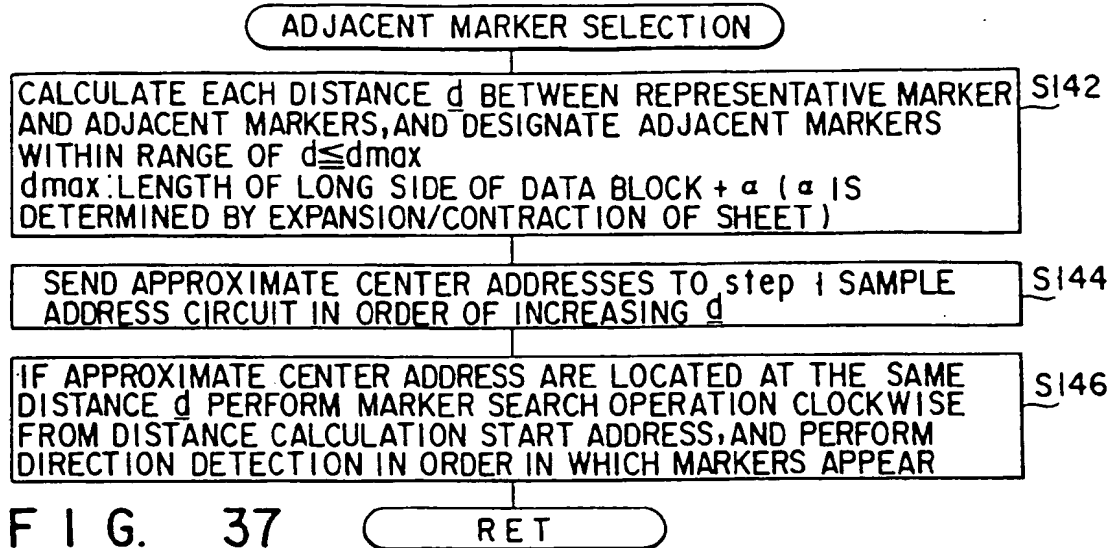 ADJACENT MARKER SELECTION
CALCULATE EACH DISTANCE d BETWEEN REPRESENTATIVE MARKER
S142
AND ADJACENT MARKERS, AND DESIGNATE ADJACENT MARKERS
WITHIN RANGE OF d≦dmax
dmax: LENGTH OF LONG SIDE OF DATA BLOCK + α (α IS
DETERMINED BY EXPANSION/CONTRACTION OF SHEET)
SEND APPROXIMATE CENTER ADDRESSES TO step 1 SAMPLE
S144
ADDRESS CIRCUIT IN ORDER OF INCREASING d
IF APPROXIMATE CENTER ADDRESS ARE LOCATED AT THE SAME
S146
DISTANCE d PERFORM MARKER SEARCH OPERATION CLOCKWISE
FROM DISTANCE CALCULATION START ADDRESS, AND PERFORM
DIRECTION DETECTION IN ORDER IN WHICH MARKERS APPEAR
FIG. 37
RET